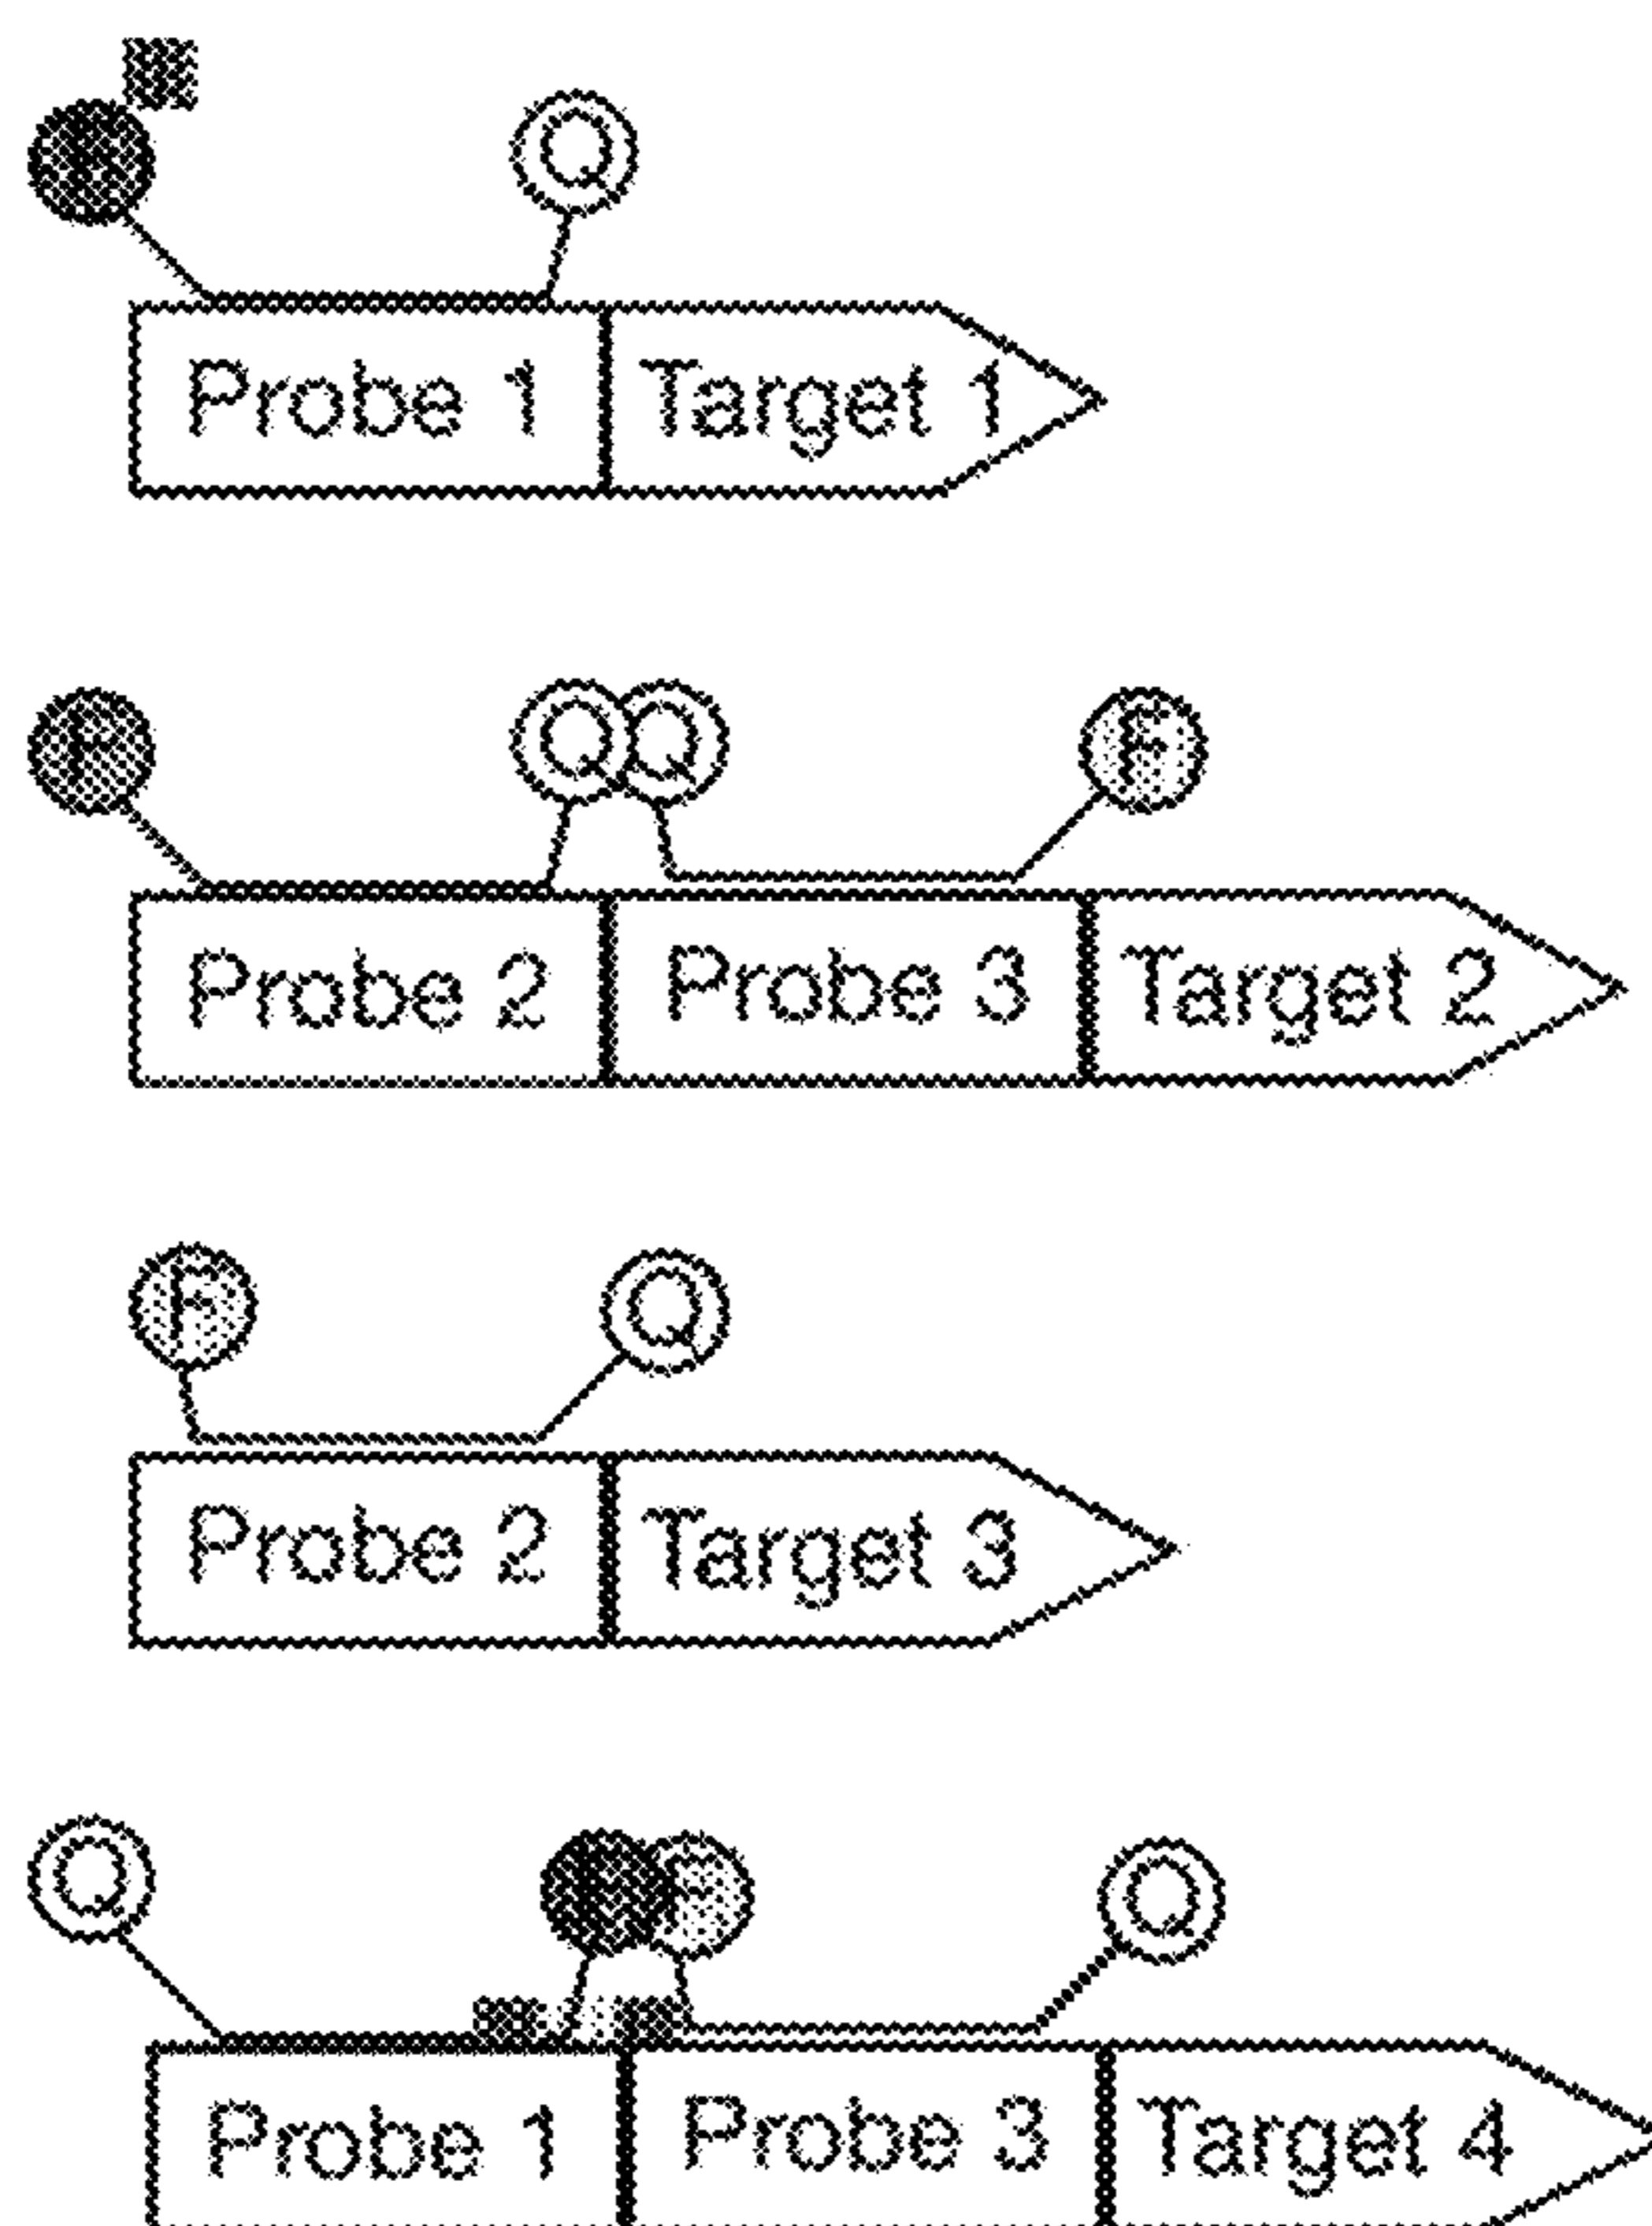 Q
Probe 1 Target 1
F Q Q F
Probe 2 Probe 3 Target 2
F Q
Probe 2 Target 3
Q Q
Probe 1 Probe 3 Target 4